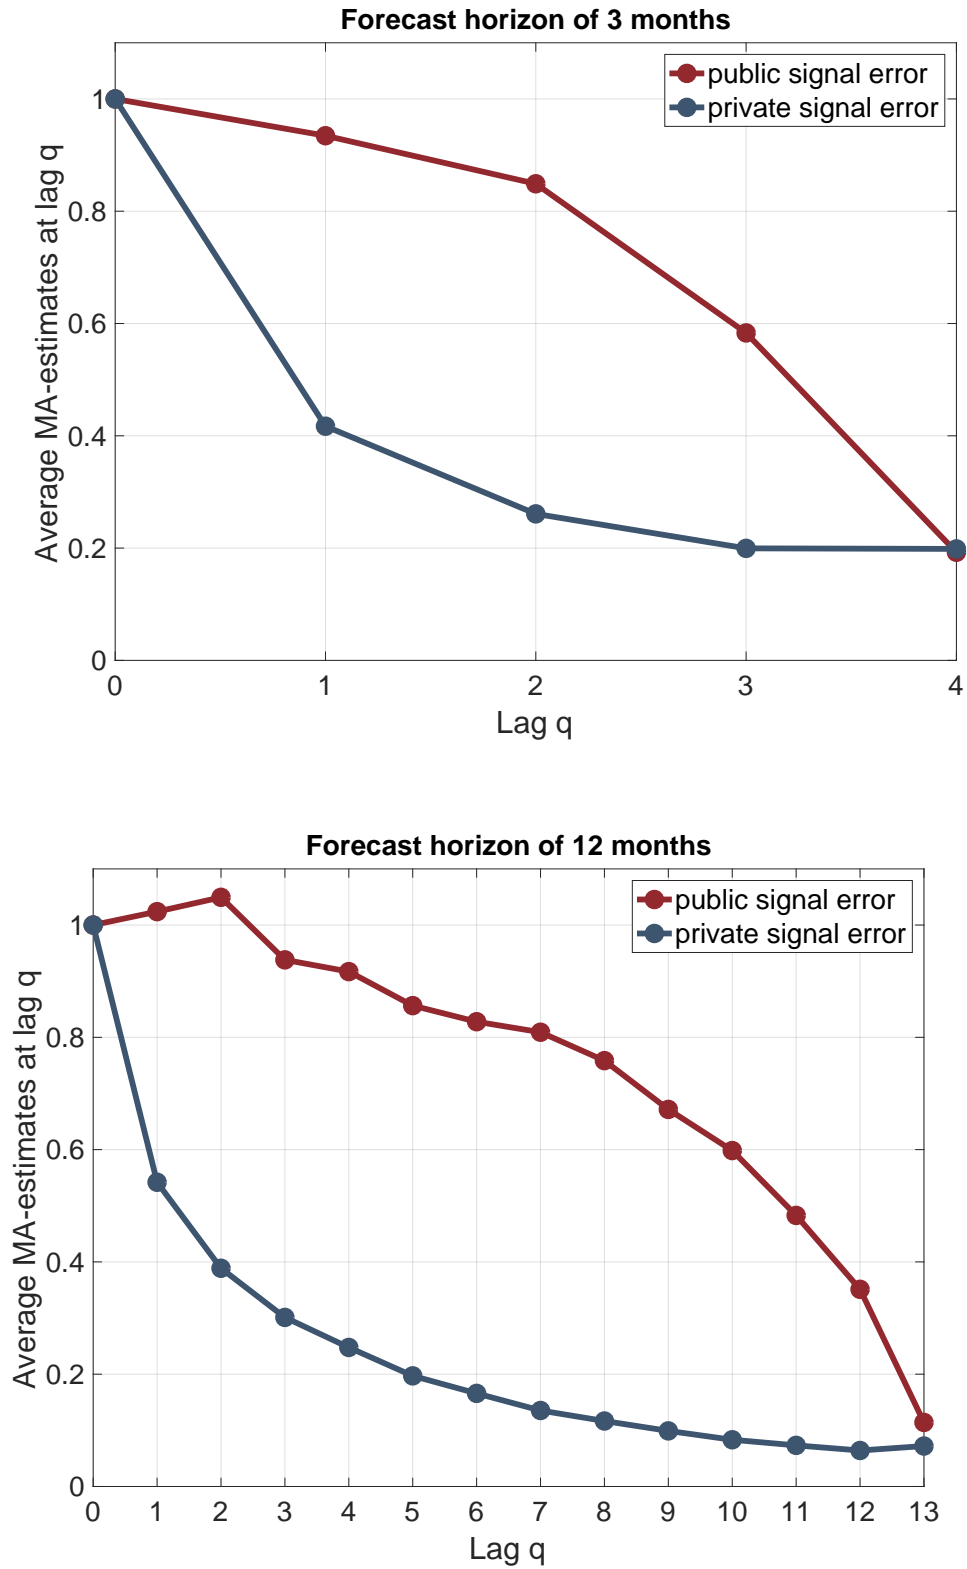 Forecast horizon of 3 months
public signal error
private signal error
Average MA-estimates at lag q
1
0.8
0.6
0.4
0.2
0
0 1 2 3 4
Lag q
Forecast horizon of 12 months
public signal error
private signal error
Average MA-estimates at lag q
1
0.8
0.6
0.4
0.2
0
0 1 2 3 4 5 6 7 8 9 10 11 12 13
Lag q